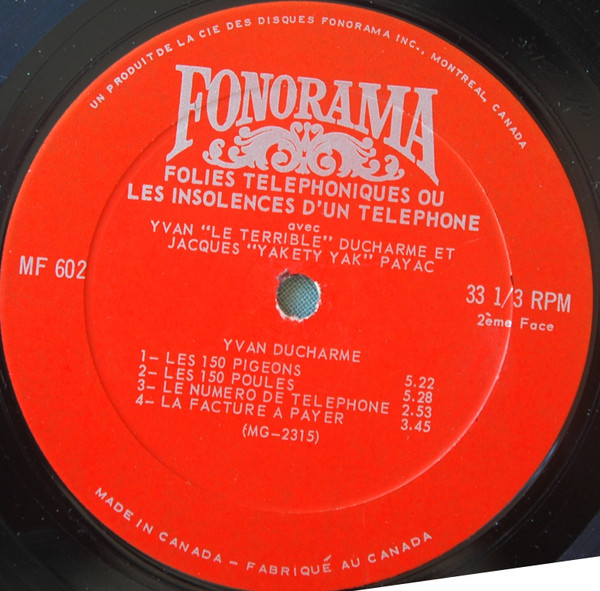 UN PRODUIT DE LA CIE DES DISQUES FONORAMA INC., MONTREAL, CANADA
FONORAMA
FOLIES TELEPHONIQUES OU
LES INSOLENCES D'UN TELEPHONE
avec
YVAN "LE TERRIBLE" DUCHARME ET
JACQUES "YAKETY YAK" PAYAC
MF 602
33 1/3 RPM
2ème Face
YVAN DUCHARME
1- LES 150 PIGEONS 5.22
2- LES 150 POULES 5.28
3- LE NUMERO DE TELEPHONE 2.53
4- LA FACTURE A PAYER 3.45
(MG-2315)
MADE IN CANADA - FABRIQUÉ AU CANADA